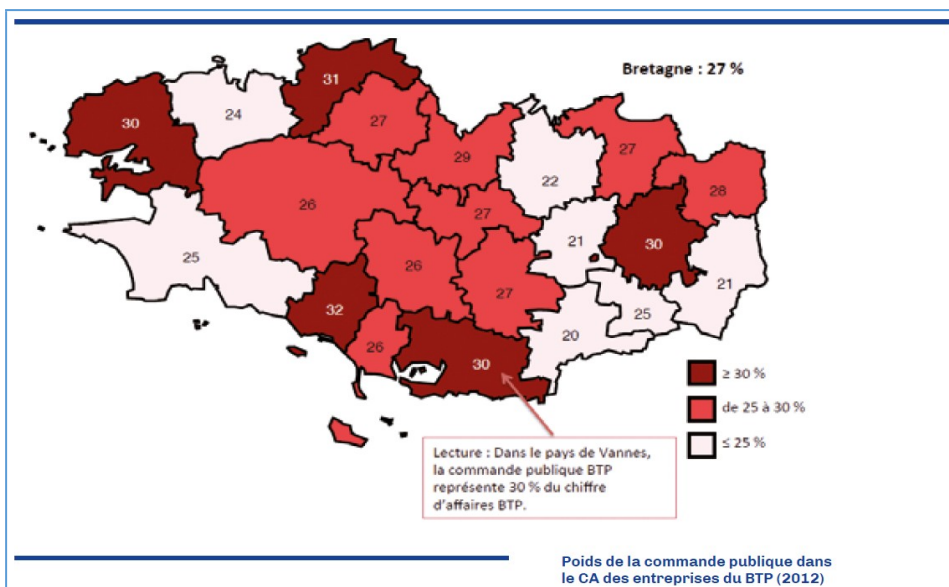 Bretagne : 27 %
31
30
24
27
29
27
22
28
26
27
21
30
25
26
21
27
32
25
20
26
30
≥ 30 %
de 25 à 30 %
≤ 25 %
Lecture : Dans le pays de Vannes,
la commande publique BTP
représente 30 % du chiffre
d'affaires BTP.
Poids de la commande publique dans
le CA des entreprises du BTP (2012)